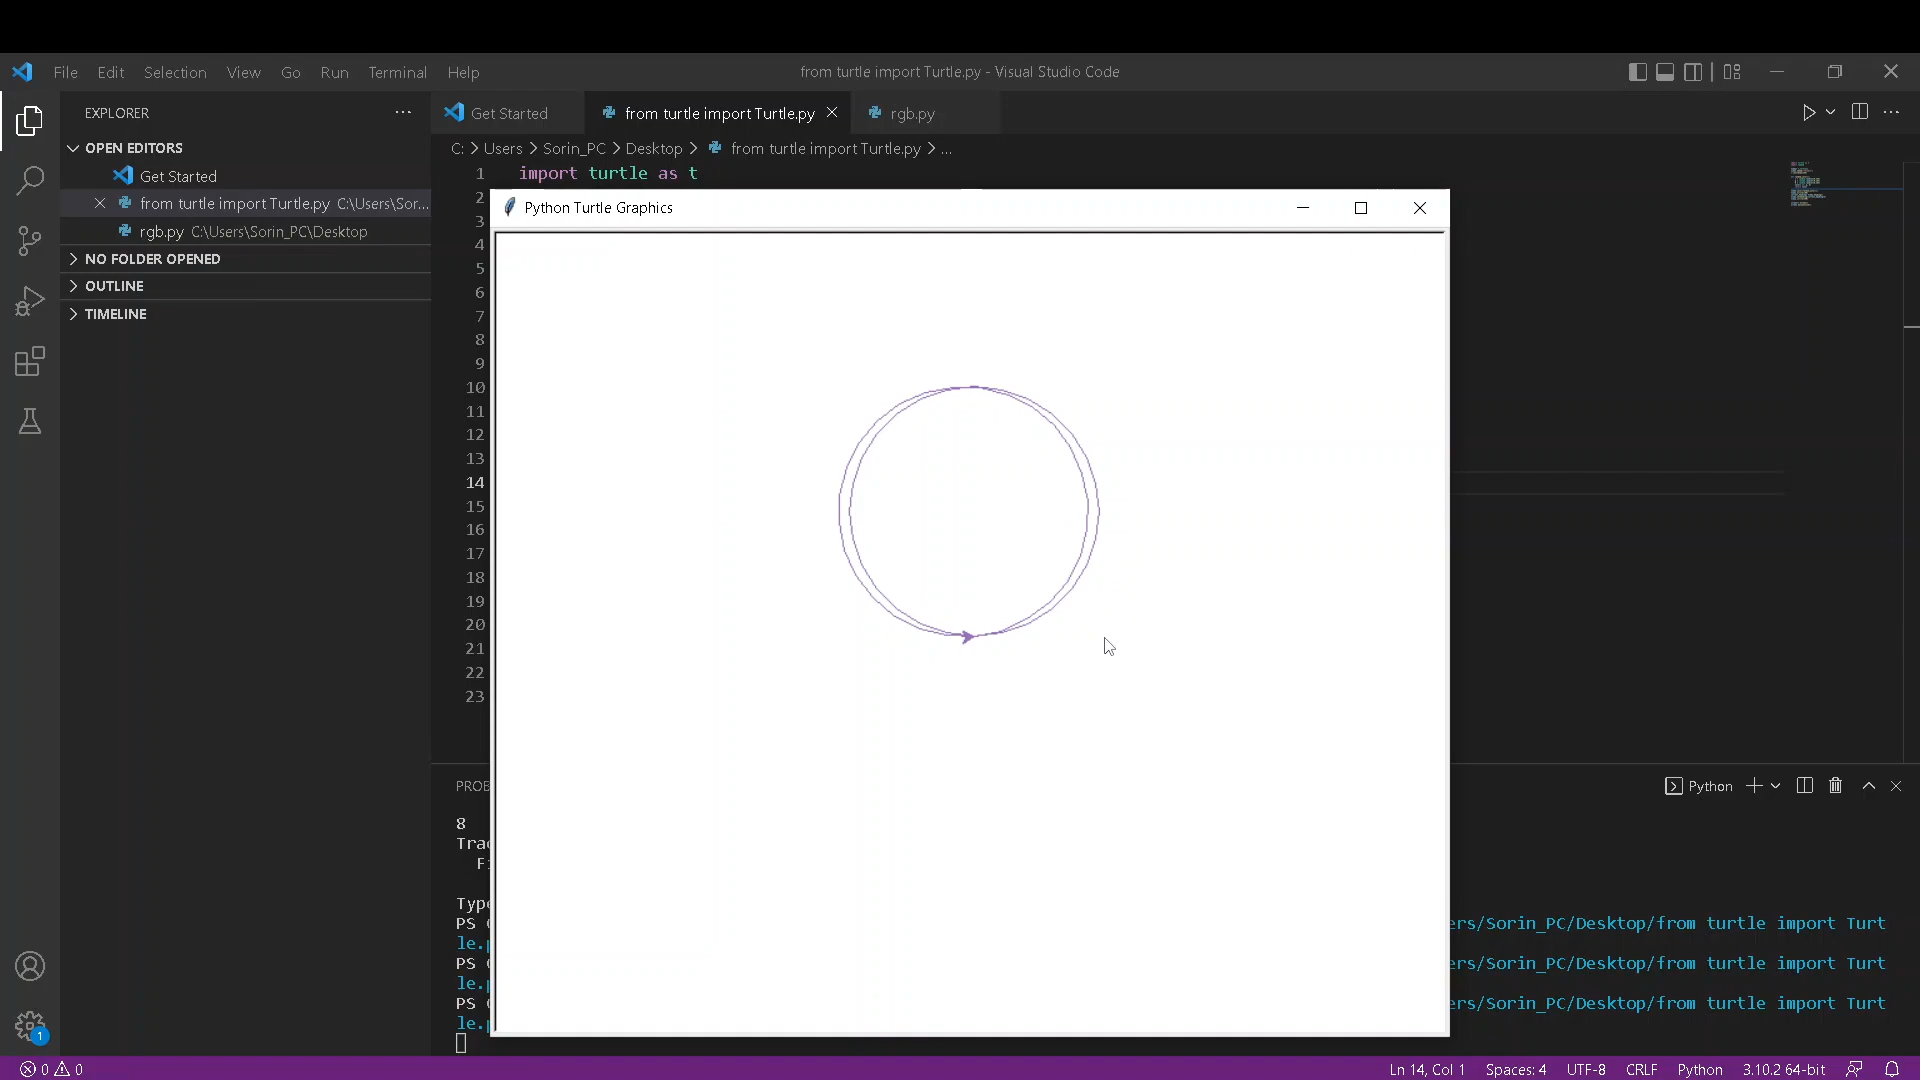 File Edit Selection View Go Run Terminal Help
from turtle import Turtle.py - Visual Studio Code
EXPLORER
OPEN EDITORS
Get Started
from turtle import Turtle.py C:\Users\Sor...
rgb.py C:\Users\Sorin_PC\Desktop
NO FOLDER OPENED
OUTLINE
TIMELINE
Get Started from turtle import Turtle.py rgb.py
C: > Users > Sorin_PC > Desktop > from turtle import Turtle.py > ...
1 import turtle as t
2
3
4
5
6
7
8
9
10
11
12
13
14
15
16
17
18
19
20
21
22
23
Python Turtle Graphics
PROB
Python
8
Trac
Fi
Type
PS
ers/Sorin_PC/Desktop/from turtle import Turt
le.p
PS
ers/Sorin_PC/Desktop/from turtle import Turt
le.p
PS
ers/Sorin_PC/Desktop/from turtle import Turt
le.p
1
0 0
Ln 14, Col 1 Spaces: 4 UTF-8 CRLF Python 3.10.2 64-bit